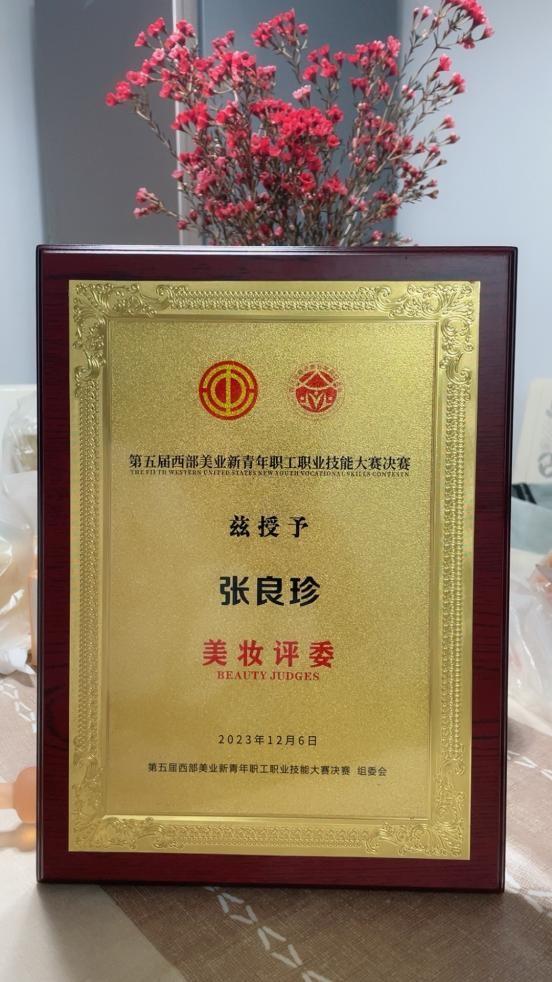 第五届西部美业新青年职工职业技能大赛决赛
THE FIFTH WESTERN UNITED STATES NEW YOUTH VOCATIONAL SKILLS CONTESTN
兹授予
张良珍
美妆评委
BEAUTY JUDGES
2023年12月6日
第五届西部美业新青年职工职业技能大赛决赛 组委会